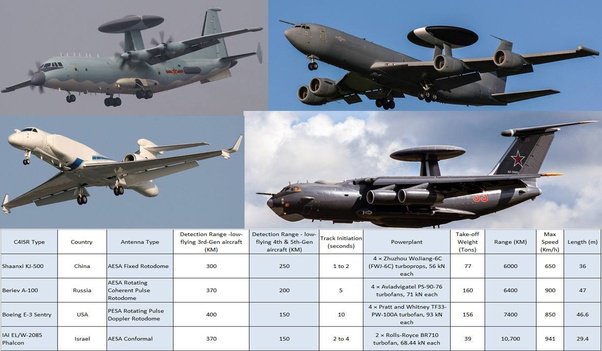 C4ISR Type Country Antenna Type Detection Range -low-flying 3rd-Gen aircraft (KM) Detection Range - low-flying 4th & 5th-Gen aircraft (KM) Track Initiation (seconds) Powerplant Take-off Weight (Tons) Range (KM) Max Speed (Km/h) Length (m)
Shaanxi KJ-500 China AESA Fixed Rotodome 300 250 1 to 2 4 × Zhuzhou WoJiang-6C (FWJ-6C) turboprops, 56 kN each 77 6000 650 36
Beriev A-100 Russia AESA Rotating Coherent Pulse Rotodome 370 200 5 4 × Aviadvigatel PS-90-76 turbofans, 71 kN each 160 6400 900 47
Boeing E-3 Sentry USA PESA Rotating Pulse Doppler Rotodome 400 150 10 4 × Pratt and Whitney TF33-PW-100A turbofan, 93 kN each 156 7400 850 46.6
IAI EL/W-2085 Phalcon Israel AESA Conformal 370 150 2 to 4 2 × Rolls-Royce BR710 turbofan, 68.44 kN each 39 10,700 941 29.4